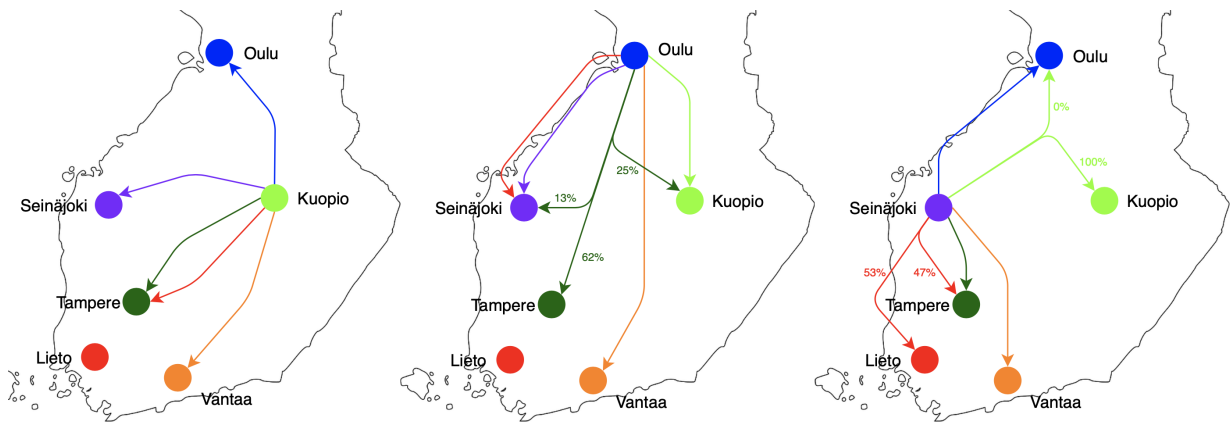 Oulu
Seinäjoki
Kuopio
Tampere
Lieto
Vantaa
Oulu
25%
Seinäjoki
13%
Kuopio
62%
Tampere
Lieto
Vantaa
Oulu
0%
100%
Seinäjoki
Kuopio
53%
47%
Tampere
Lieto
Vantaa